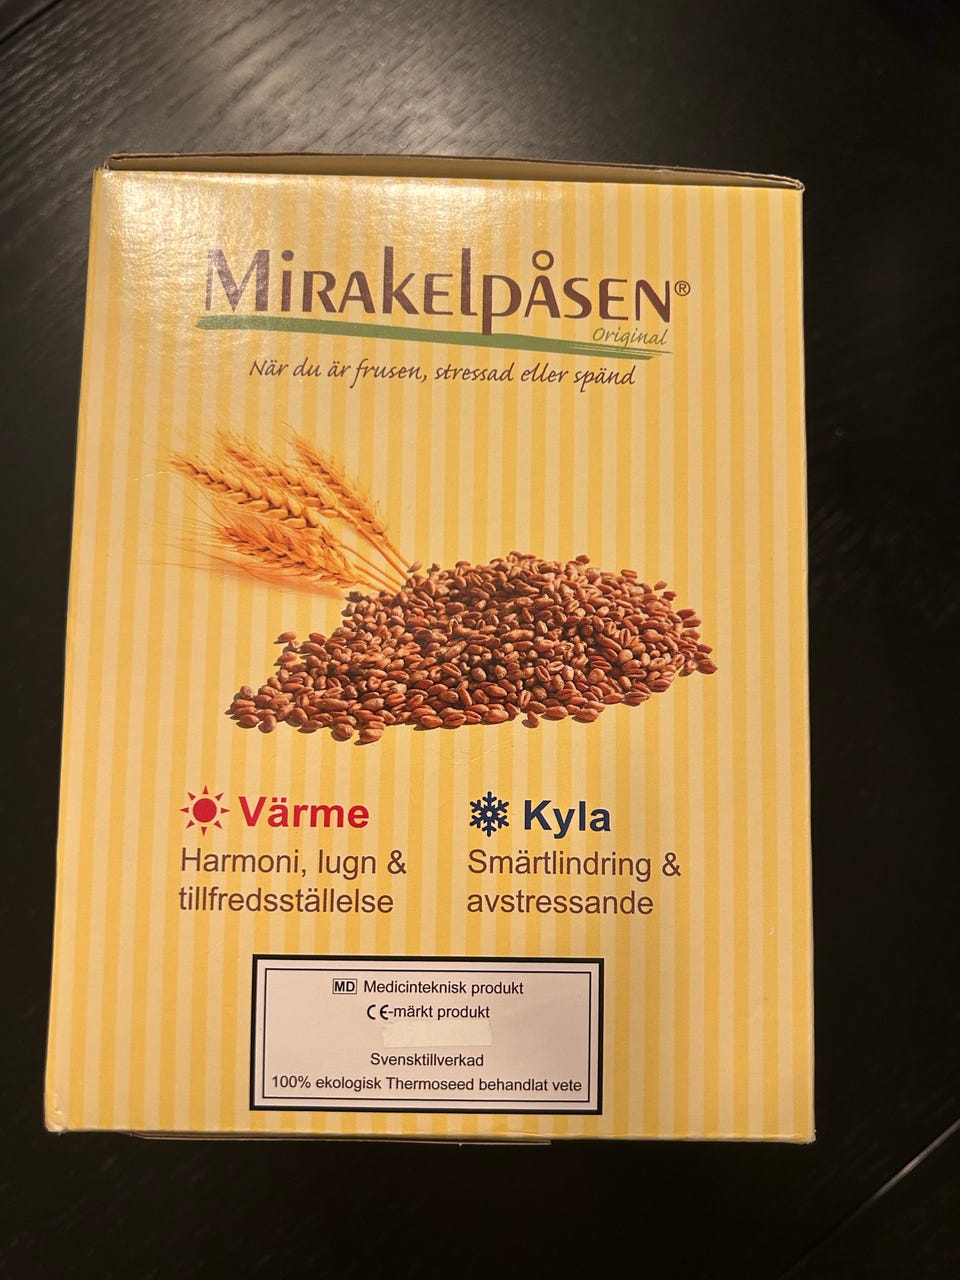 Mirakelpåsen®
Original
När du är frusen, stressad eller spänd
Värme
Harmoni, lugn &
tillfredsställelse
Kyla
Smärtlindring &
avstressande
MD Medicinteknisk produkt
CE-märkt produkt
Svensktillverkad
100% ekologisk Thermoseed behandlat vete